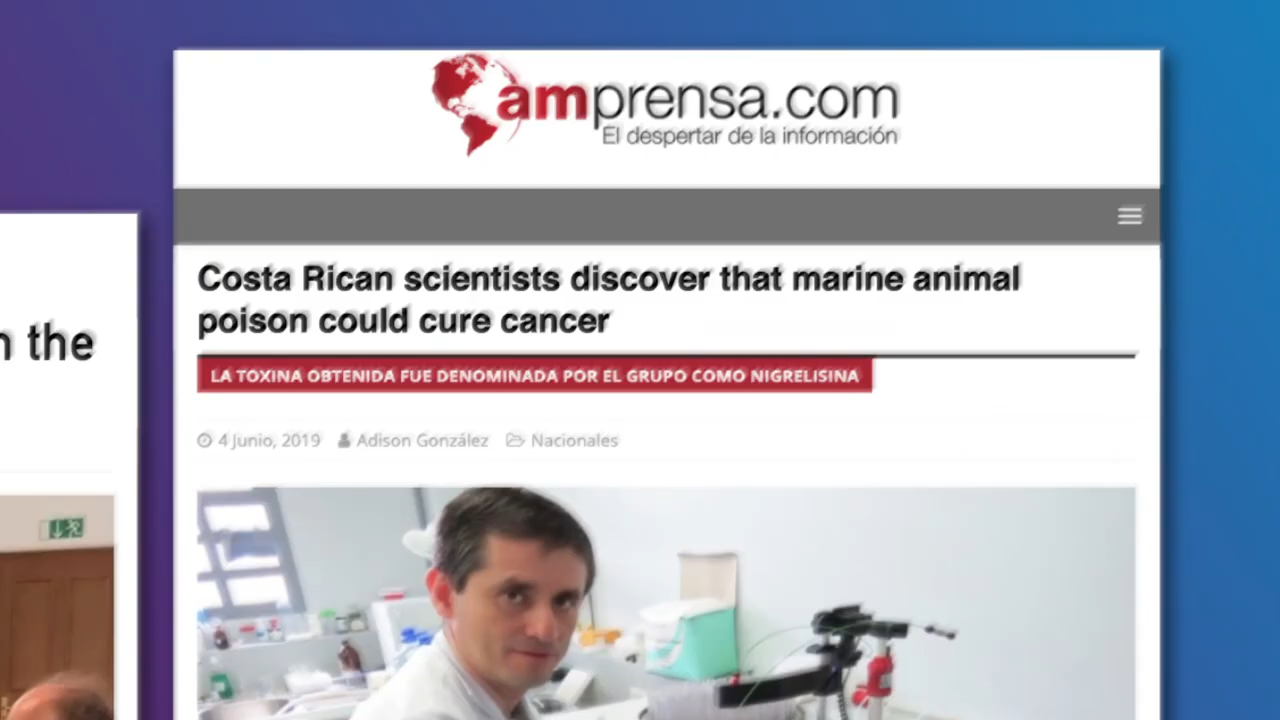 amprensa.com
El despertar de la información
Costa Rican scientists discover that marine animal
poison could cure cancer
LA TOXINA OBTENIDA FUE DENOMINADA POR EL GRUPO COMO NIGRELISINA
4 Junio, 2019 Adison González Nacionales
the